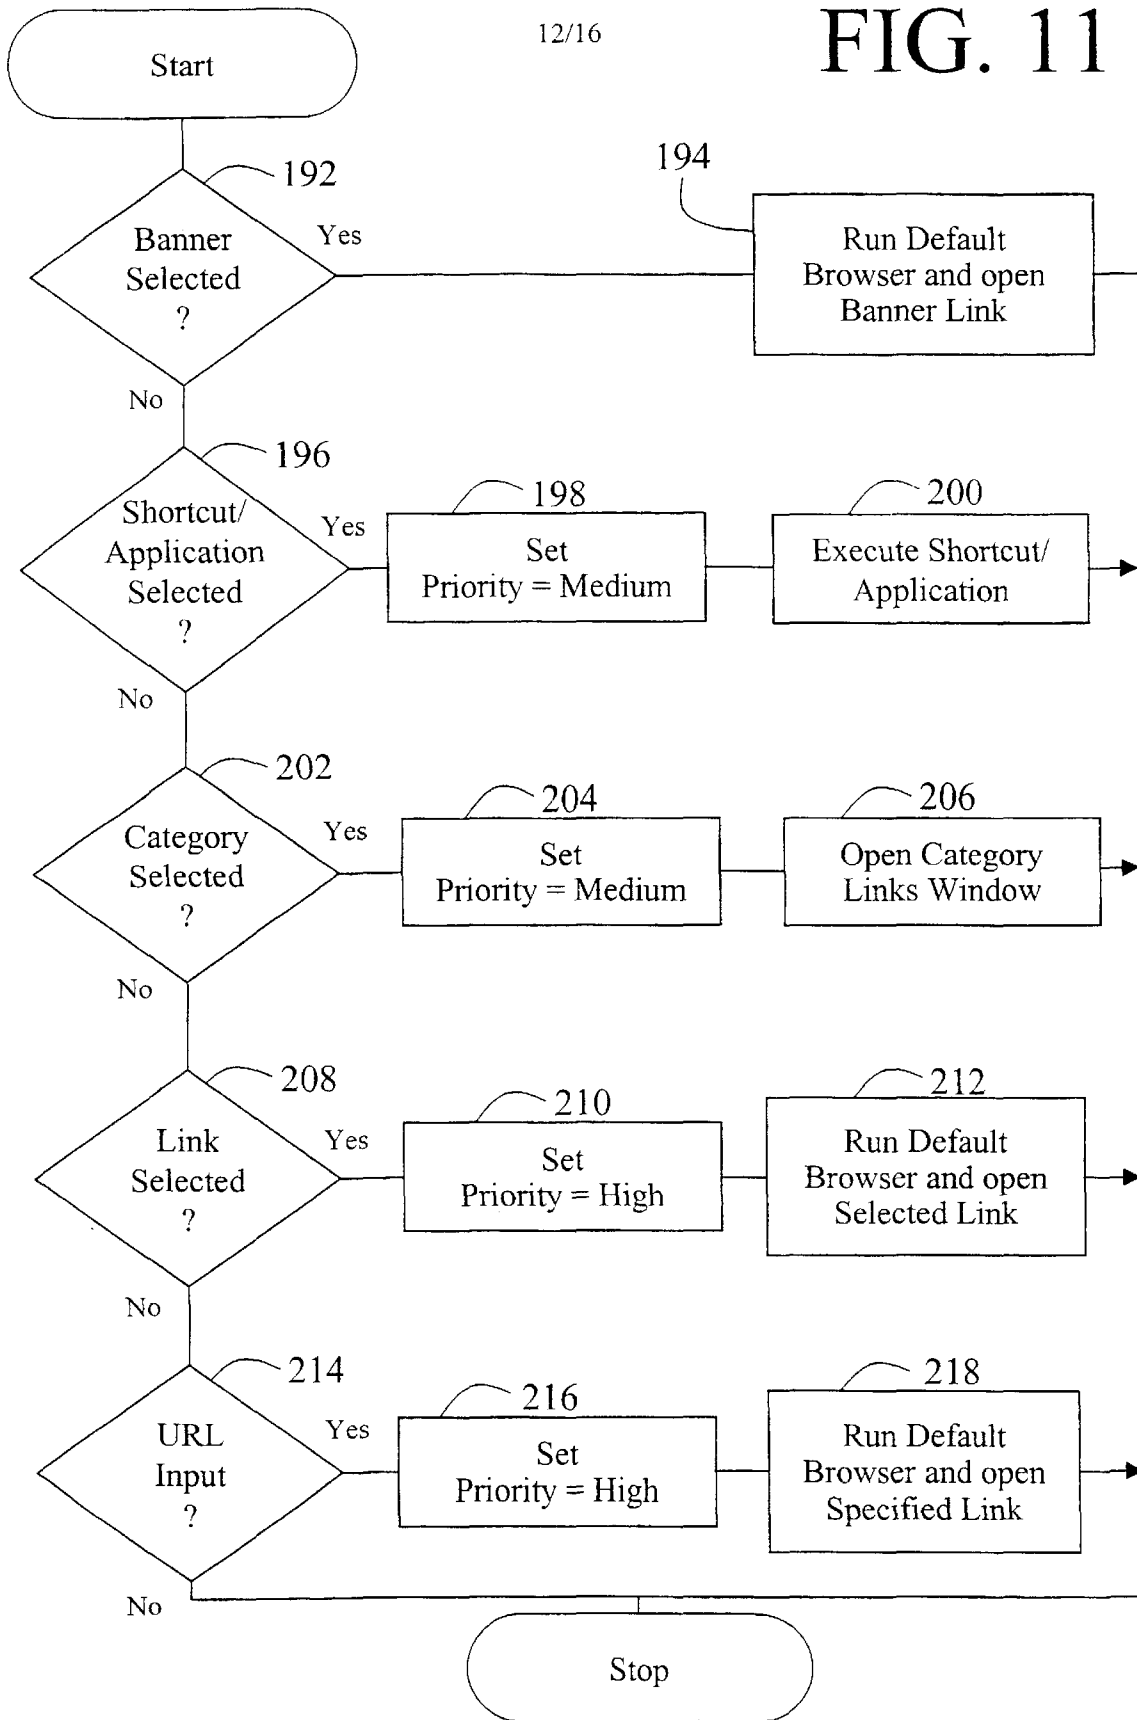 12/16
FIG. 11
Start
192
194
Banner
Selected
?
Yes
Run Default
Browser and open
Banner Link
No
196
198
200
Shortcut/
Application
Selected
?
Yes
Set
Priority = Medium
Execute Shortcut/
Application
No
202
204
206
Category
Selected
?
Yes
Set
Priority = Medium
Open Category
Links Window
No
208
210
212
Link
Selected
?
Yes
Set
Priority = High
Run Default
Browser and open
Selected Link
No
214
216
218
URL
Input
?
Yes
Set
Priority = High
Run Default
Browser and open
Specified Link
No
Stop